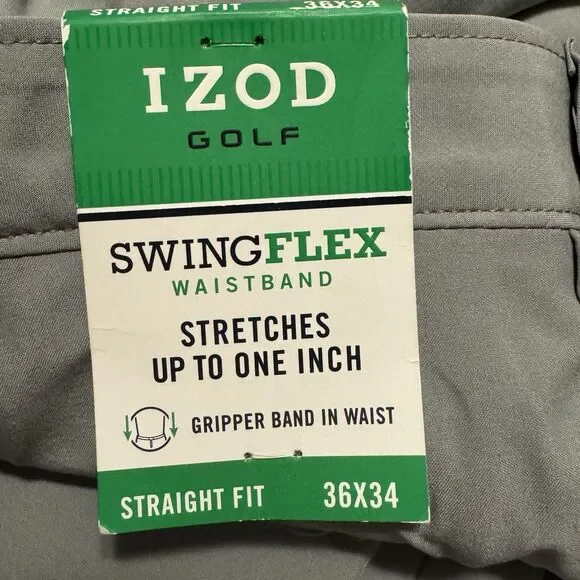 STRAIGHT FIT 36X34
IZOD
GOLF
SWINGFLEX
WAISTBAND
STRETCHES
UP TO ONE INCH
GRIPPER BAND IN WAIST
STRAIGHT FIT 36X34